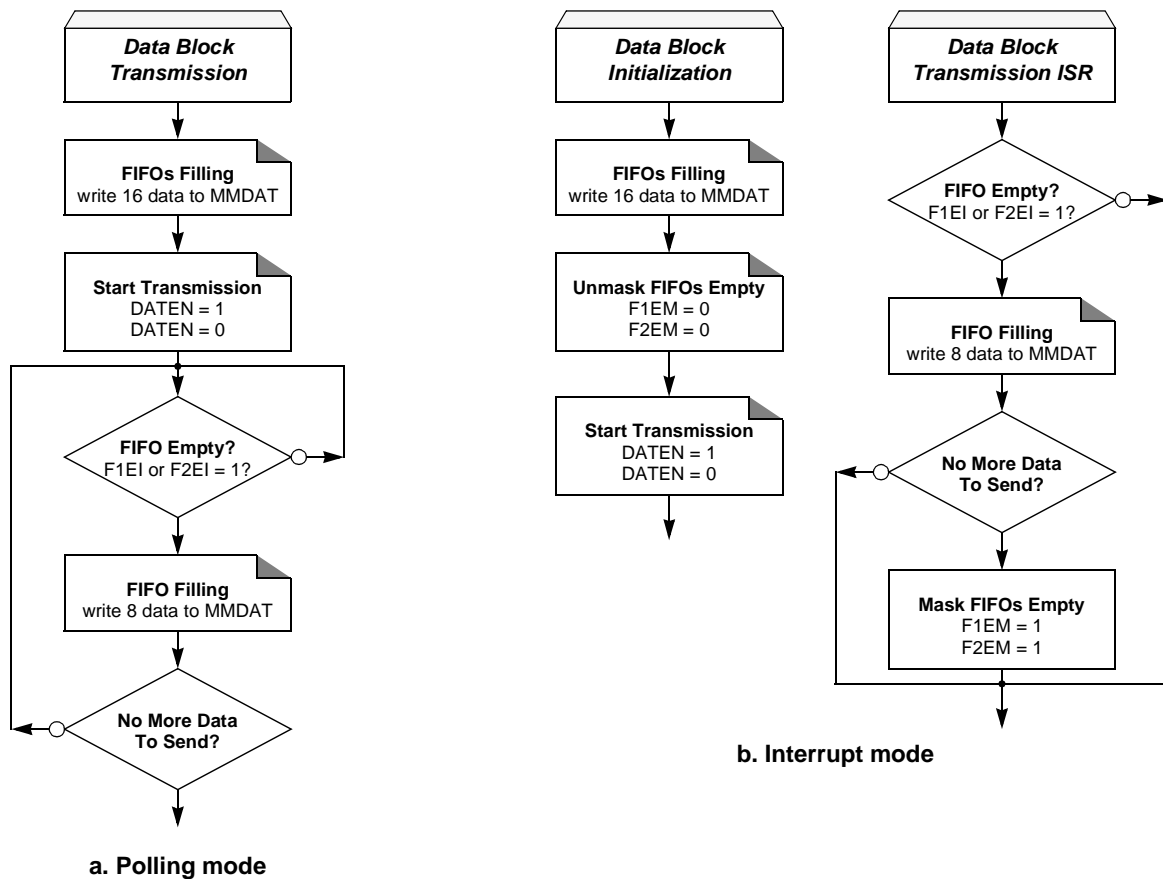 Data Block
Transmission
FIFOs Filling
write 16 data to MMDAT
Start Transmission
DATEN = 1
DATEN = 0
FIFO Empty?
F1EI or F2EI = 1?
FIFO Filling
write 8 data to MMDAT
No More Data
To Send?
a. Polling mode
Data Block
Initialization
FIFOs Filling
write 16 data to MMDAT
Unmask FIFOs Empty
F1EM = 0
F2EM = 0
Start Transmission
DATEN = 1
DATEN = 0
Data Block
Transmission ISR
FIFO Empty?
F1EI or F2EI = 1?
FIFO Filling
write 8 data to MMDAT
No More Data
To Send?
Mask FIFOs Empty
F1EM = 1
F2EM = 1
b. Interrupt mode